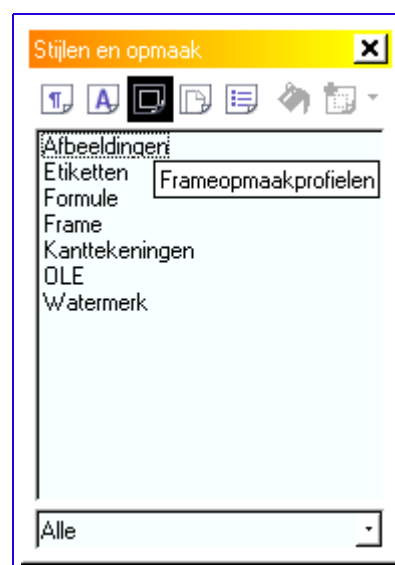 Stijlen en opmaak
Afbeeldingen
Etiketten
Frameopmaakprofielen
Formule
Frame
Kanttekeningen
OLE
Watermerk
Alle